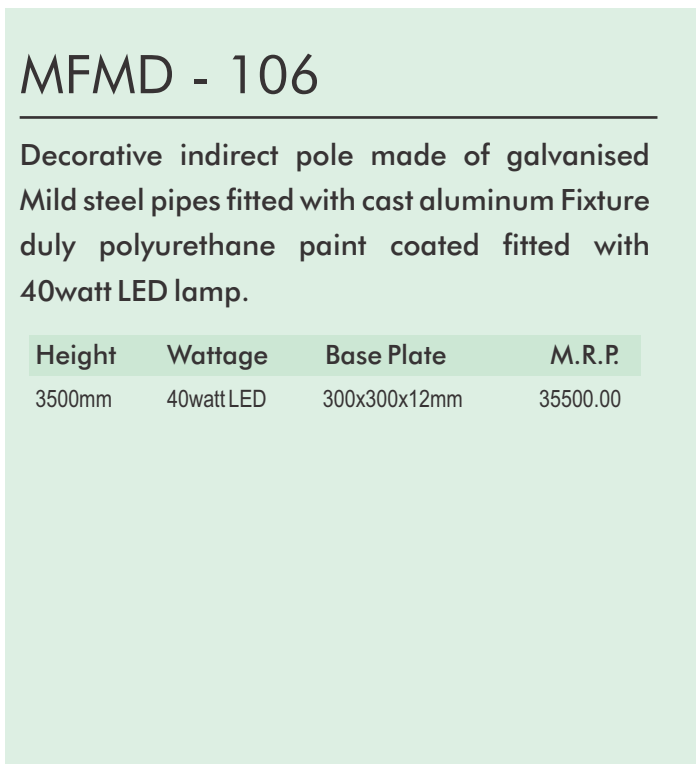 MFMD - 106
Decorative indirect pole made of galvanised
Mild steel pipes fitted with cast aluminum Fixture
duly polyurethane paint coated fitted with
40watt LED lamp.
Height Wattage Base Plate M.R.P.
3500mm 40watt LED 300x300x12mm 35500.00